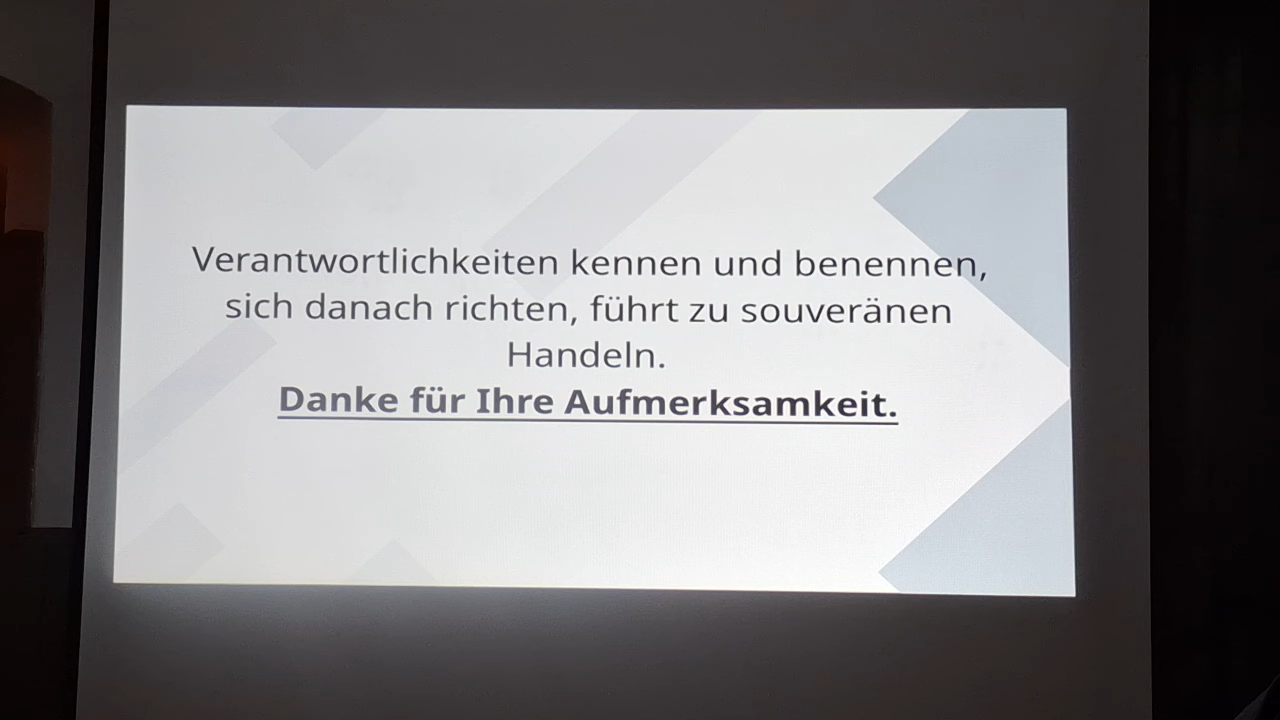 Verantwortlichkeiten kennen und benennen,
sich danach richten, führt zu souveränen
Handeln.
Danke für Ihre Aufmerksamkeit.